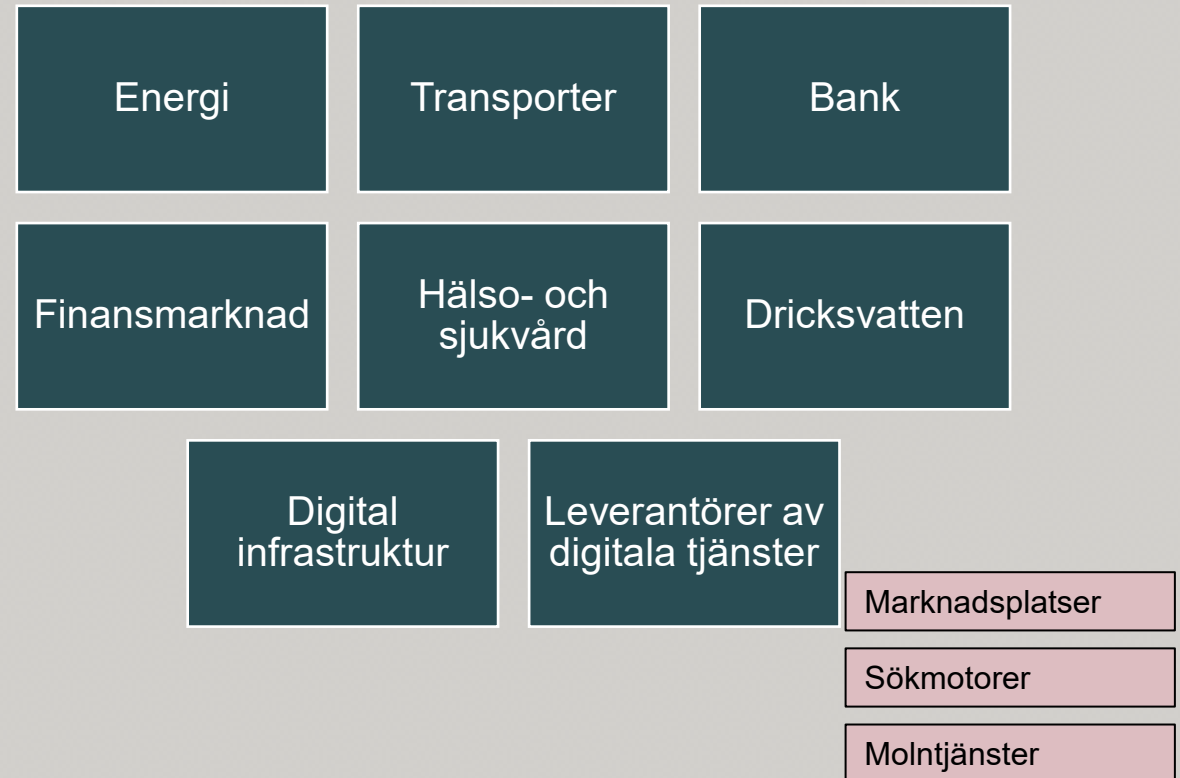 Energi
Transporter
Bank
Finansmarknad
Hälso- och
sjukvård
Dricksvatten
Digital
infrastruktur
Leverantörer av
digitala tjänster
Marknadsplatser
Sökmotorer
Molntjänster